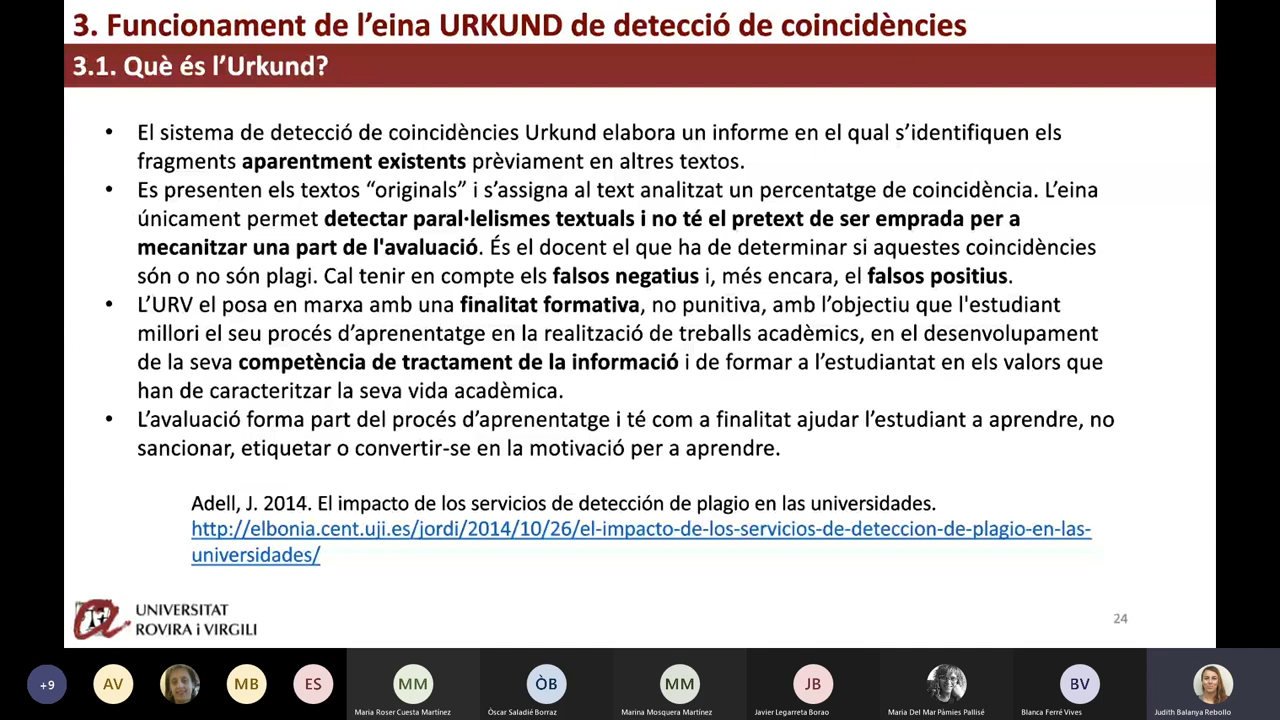 3. Funcionament de l’eina URKUND de detecció de coincidències
3.1. Què és l’Urkund?
• El sistema de detecció de coincidències Urkund elabora un informe en el qual s’identifiquen els
fragments aparentment existents prèviament en altres textos.
• Es presenten els textos “originals” i s’assigna al text analitzat un percentatge de coincidència. L’eina
únicament permet detectar paral·lelismes textuals i no té el pretext de ser emprada per a
mecanitzar una part de l'avaluació. És el docent el que ha de determinar si aquestes coincidències
són o no són plagi. Cal tenir en compte els falsos negatius i, més encara, el falsos positius.
• L’URV el posa en marxa amb una finalitat formativa, no punitiva, amb l’objectiu que l'estudiant
millori el seu procés d’aprenentatge en la realització de treballs acadèmics, en el desenvolupament
de la seva competència de tractament de la informació i de formar a l’estudiantat en els valors que
han de caracteritzar la seva vida acadèmica.
• L’avaluació forma part del procés d’aprenentatge i té com a finalitat ajudar l’estudiant a aprendre, no
sancionar, etiquetar o convertir-se en la motivació per a aprendre.
Adell, J. 2014. El impacto de los servicios de detección de plagio en las universidades.
http://elbonia.cent.uji.es/jordi/2014/10/26/el-impacto-de-los-servicios-de-deteccion-de-plagio-en-las-
universidades/
UNIVERSITAT
ROVIRA i VIRGILI
24
+9 AV MB ES MM ÒB MM JB BV
Maria Roser Cuesta Martínez Òscar Saladié Borraz Marina Mosquera Martínez Javier Legarreta Borao Maria Del Mar Pàmies Pallisé Blanca Ferré Vives Judith Balanya Rebollo